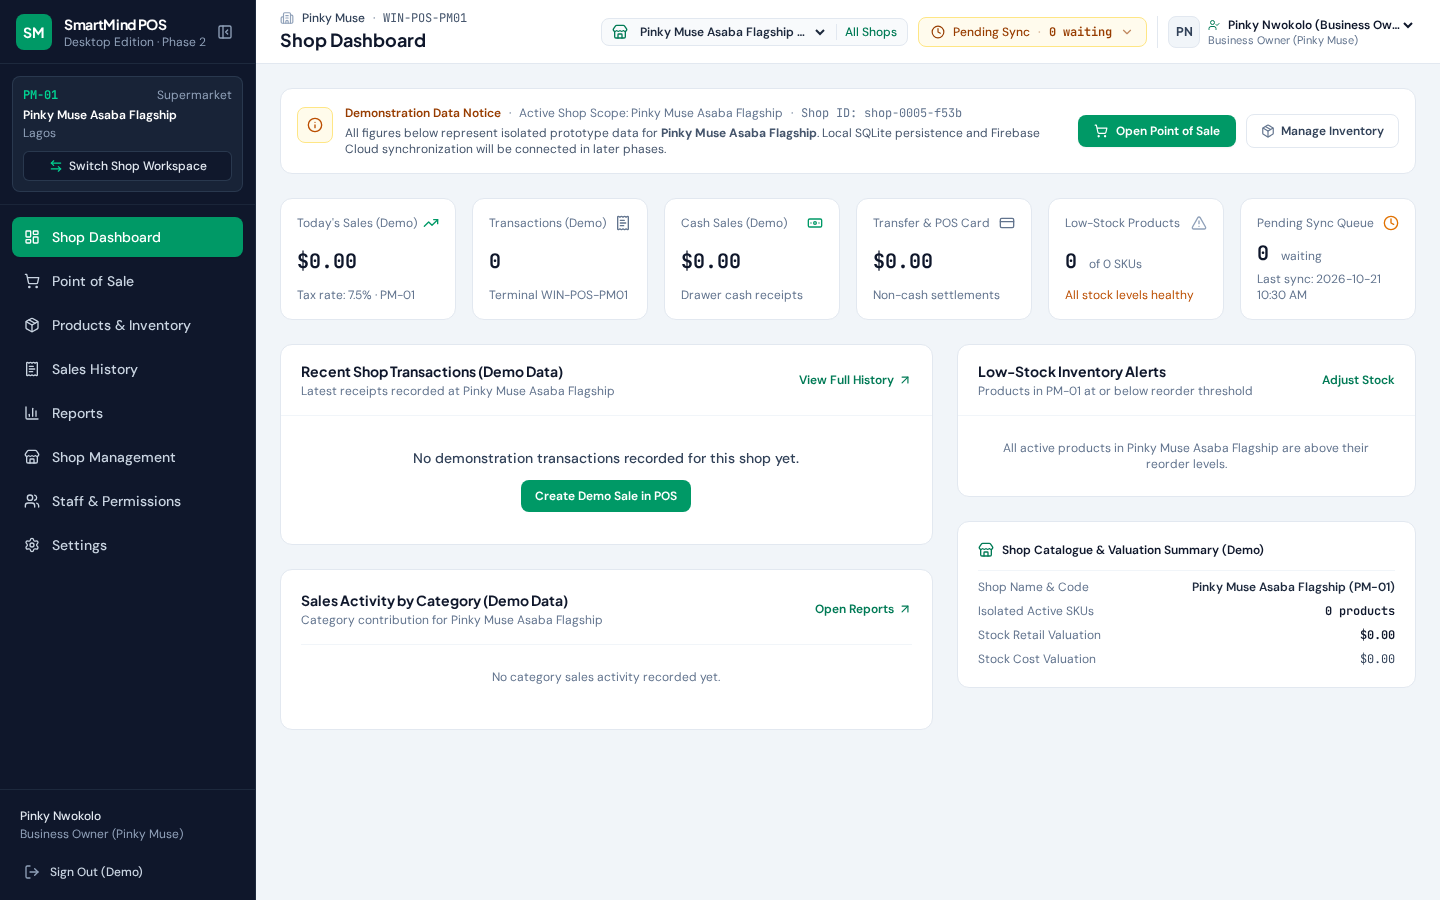 SM
SmartMind POS
Desktop Edition · Phase 2
PM-01
Supermarket
Pinky Muse Asaba Flagship
Lagos
Switch Shop Workspace
Shop Dashboard
Point of Sale
Products & Inventory
Sales History
Reports
Shop Management
Staff & Permissions
Settings
Pinky Nwokolo
Business Owner (Pinky Muse)
Sign Out (Demo)
Pinky Muse · WIN-POS-PM01
Shop Dashboard
Pinky Muse Asaba Flagship ...
All Shops
Pending Sync · 0 waiting
PN
Pinky Nwokolo (Business Ow...
Business Owner (Pinky Muse)
Demonstration Data Notice · Active Shop Scope: Pinky Muse Asaba Flagship · Shop ID: shop-0005-f53b
All figures below represent isolated prototype data for Pinky Muse Asaba Flagship. Local SQLite persistence and Firebase
Cloud synchronization will be connected in later phases.
Open Point of Sale
Manage Inventory
Today's Sales (Demo)
$0.00
Tax rate: 7.5% · PM-01
Transactions (Demo)
0
Terminal WIN-POS-PM01
Cash Sales (Demo)
$0.00
Drawer cash receipts
Transfer & POS Card
$0.00
Non-cash settlements
Low-Stock Products
0 of 0 SKUs
All stock levels healthy
Pending Sync Queue
0 waiting
Last sync: 2026-10-21
10:30 AM
Recent Shop Transactions (Demo Data)
Latest receipts recorded at Pinky Muse Asaba Flagship
View Full History
No demonstration transactions recorded for this shop yet.
Create Demo Sale in POS
Sales Activity by Category (Demo Data)
Category contribution for Pinky Muse Asaba Flagship
Open Reports
No category sales activity recorded yet.
Low-Stock Inventory Alerts
Products in PM-01 at or below reorder threshold
Adjust Stock
All active products in Pinky Muse Asaba Flagship are above their
reorder levels.
Shop Catalogue & Valuation Summary (Demo)
Shop Name & Code
Pinky Muse Asaba Flagship (PM-01)
Isolated Active SKUs
0 products
Stock Retail Valuation
$0.00
Stock Cost Valuation
$0.00